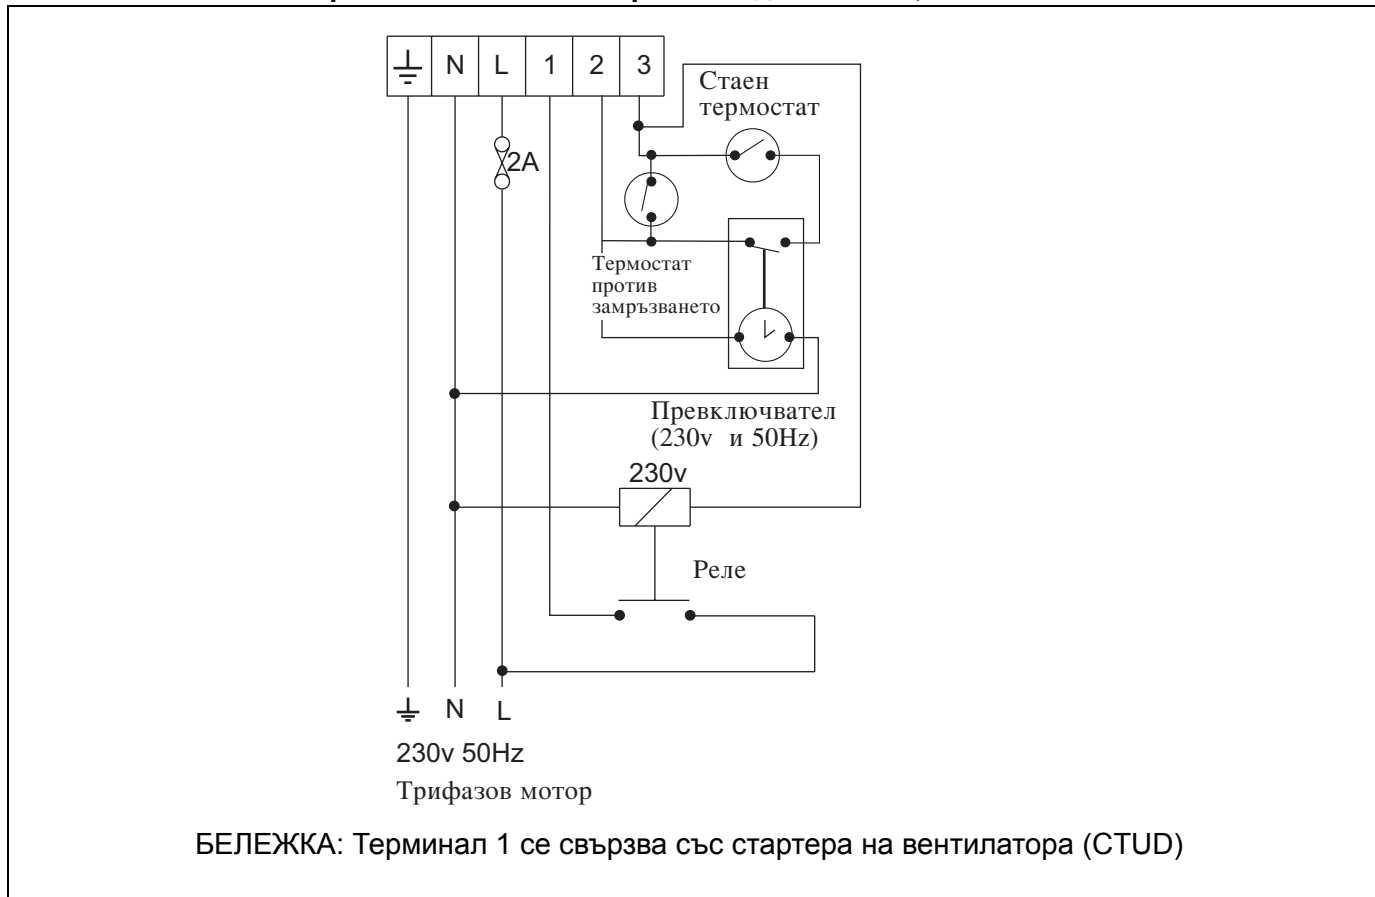 N L 1 2 3
Стаен
термостат
2A
Термостат
против
замръзването
Превключвател
(230v и 50Hz)
230v
Реле
N L
230v 50Hz
Трифазов мотор
БЕЛЕЖКА: Терминал 1 се свързва със стартера на вентилатора (CTUD)